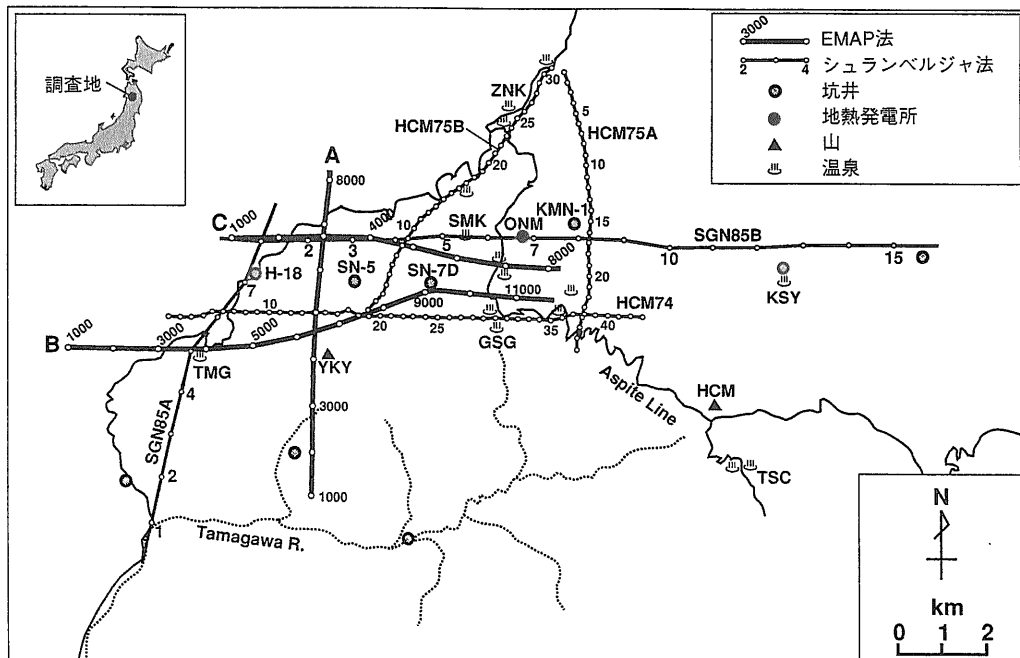 調査地
3000
EMAP法
2 4
シュランベルジャ法
坑井
地熱発電所
山
温泉
30
ZNK
5
25
HCM75B
HCM75A
20
10
A
8000
C
1000
4000
10
SMK
ONM
KMN-1
15
2
3
5
7
SGN85B
10
15
8000
H-18
7
SN-5
SN-7D
20
KSY
9000
11000
10
HCM74
1000
3000
5000
20
25
35
40
B
TMG
GSG
YKY
4
3000
Aspite Line
HCM
SGN85A
2
TSC
1000
1
Tamagawa R.
N
km
0 1 2